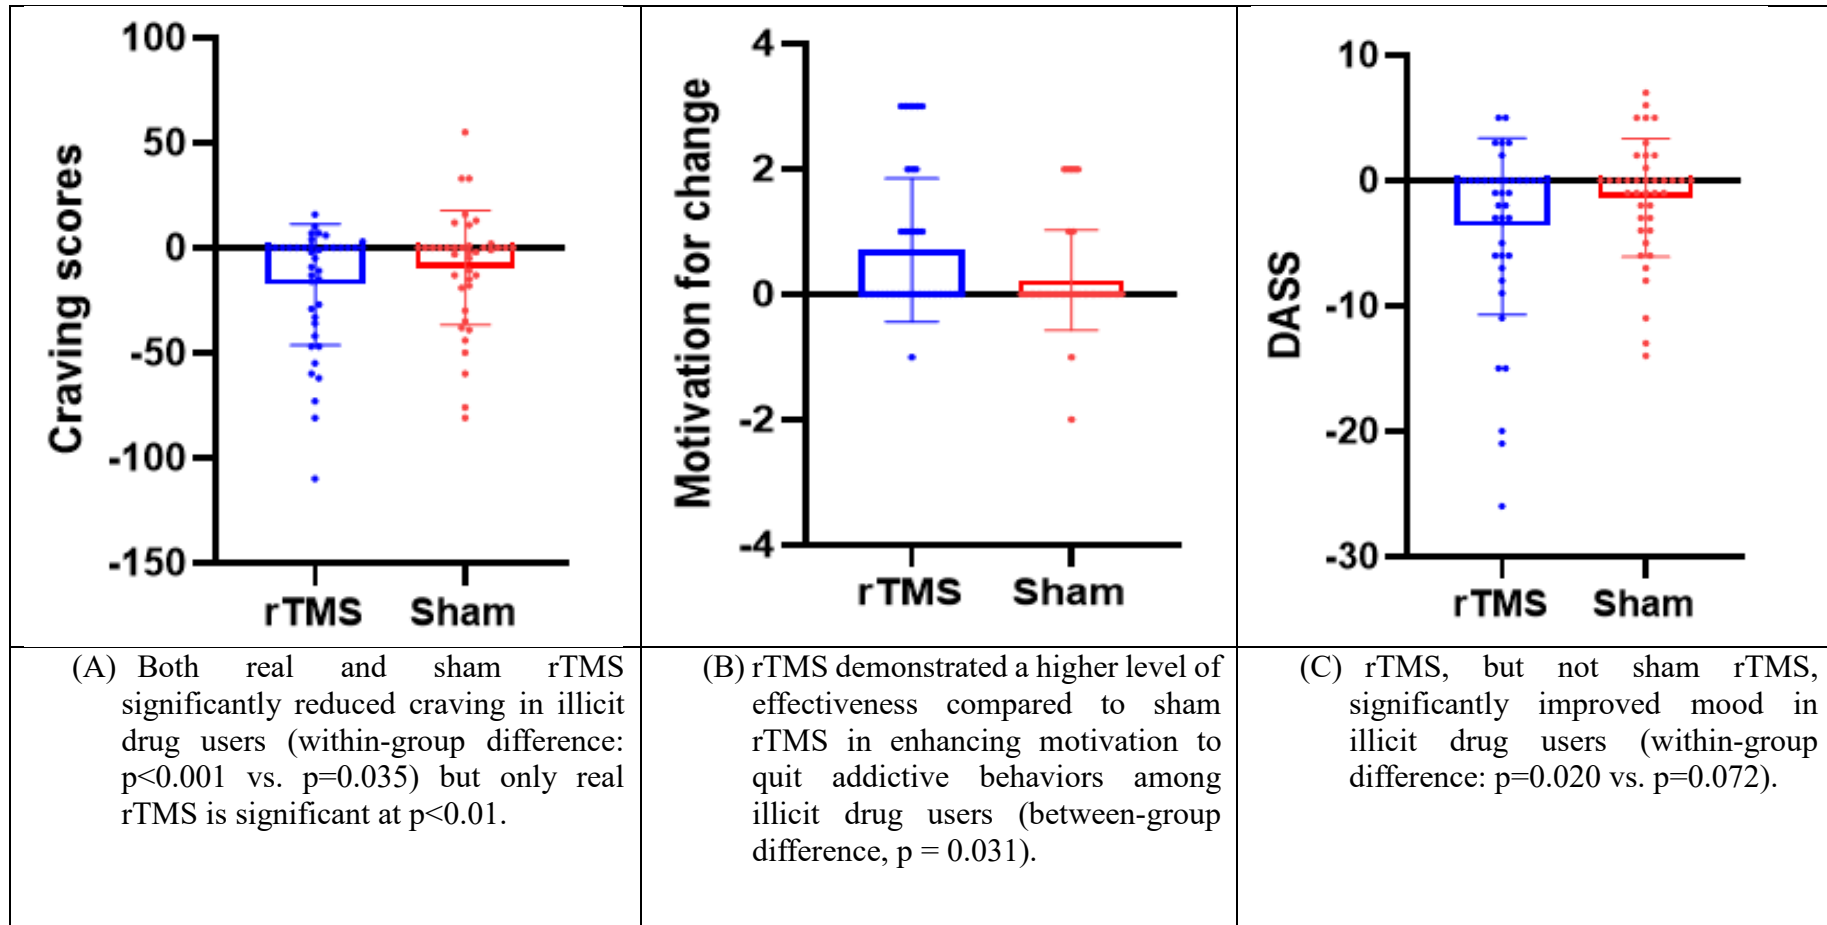 100
50
0
-50
-100
-150
Craving scores
rTMS Sham
4
2
0
-2
-4
Motivation for change
rTMS Sham
10
0
-10
-20
-30
DASS
rTMS Sham
(A) Both real and sham rTMS
significantly reduced craving in illicit
drug users (within-group difference:
p<0.001 vs. p=0.035) but only real
rTMS is significant at p<0.01.
(B) rTMS demonstrated a higher level of
effectiveness compared to sham
rTMS in enhancing motivation to
quit addictive behaviors among
illicit drug users (between-group
difference, p = 0.031).
(C) rTMS, but not sham rTMS,
significantly improved mood in
illicit drug users (within-group
difference: p=0.020 vs. p=0.072).